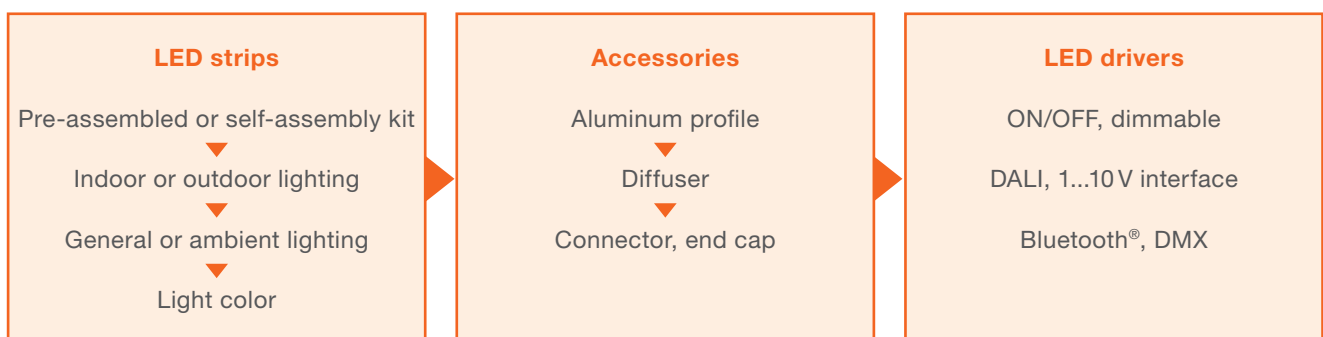 LED strips
Pre-assembled or self-assembly kit
Indoor or outdoor lighting
General or ambient lighting
Light color
Accessories
Aluminum profile
Diffuser
Connector, end cap
LED drivers
ON/OFF, dimmable
DALI, 1...10 V interface
Bluetooth®, DMX